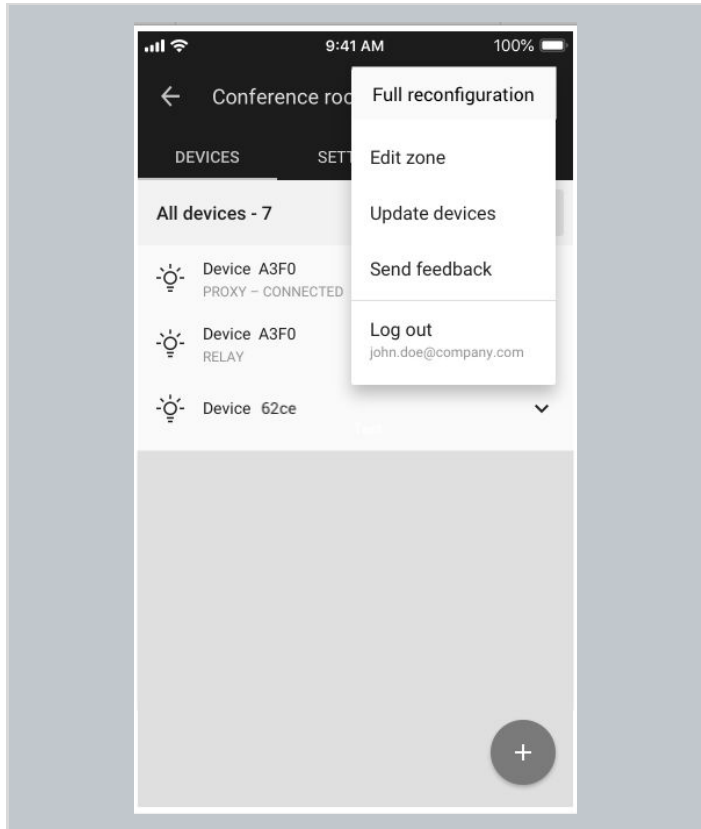 9:41 AM 100%
Conference roo
Full reconfiguration
DEVICES SETT
Edit zone
All devices - 7
Update devices
Device A3F0
PROXY – CONNECTED
Send feedback
Device A3F0
RELAY
Log out
john.doe@company.com
Device 62ce
+